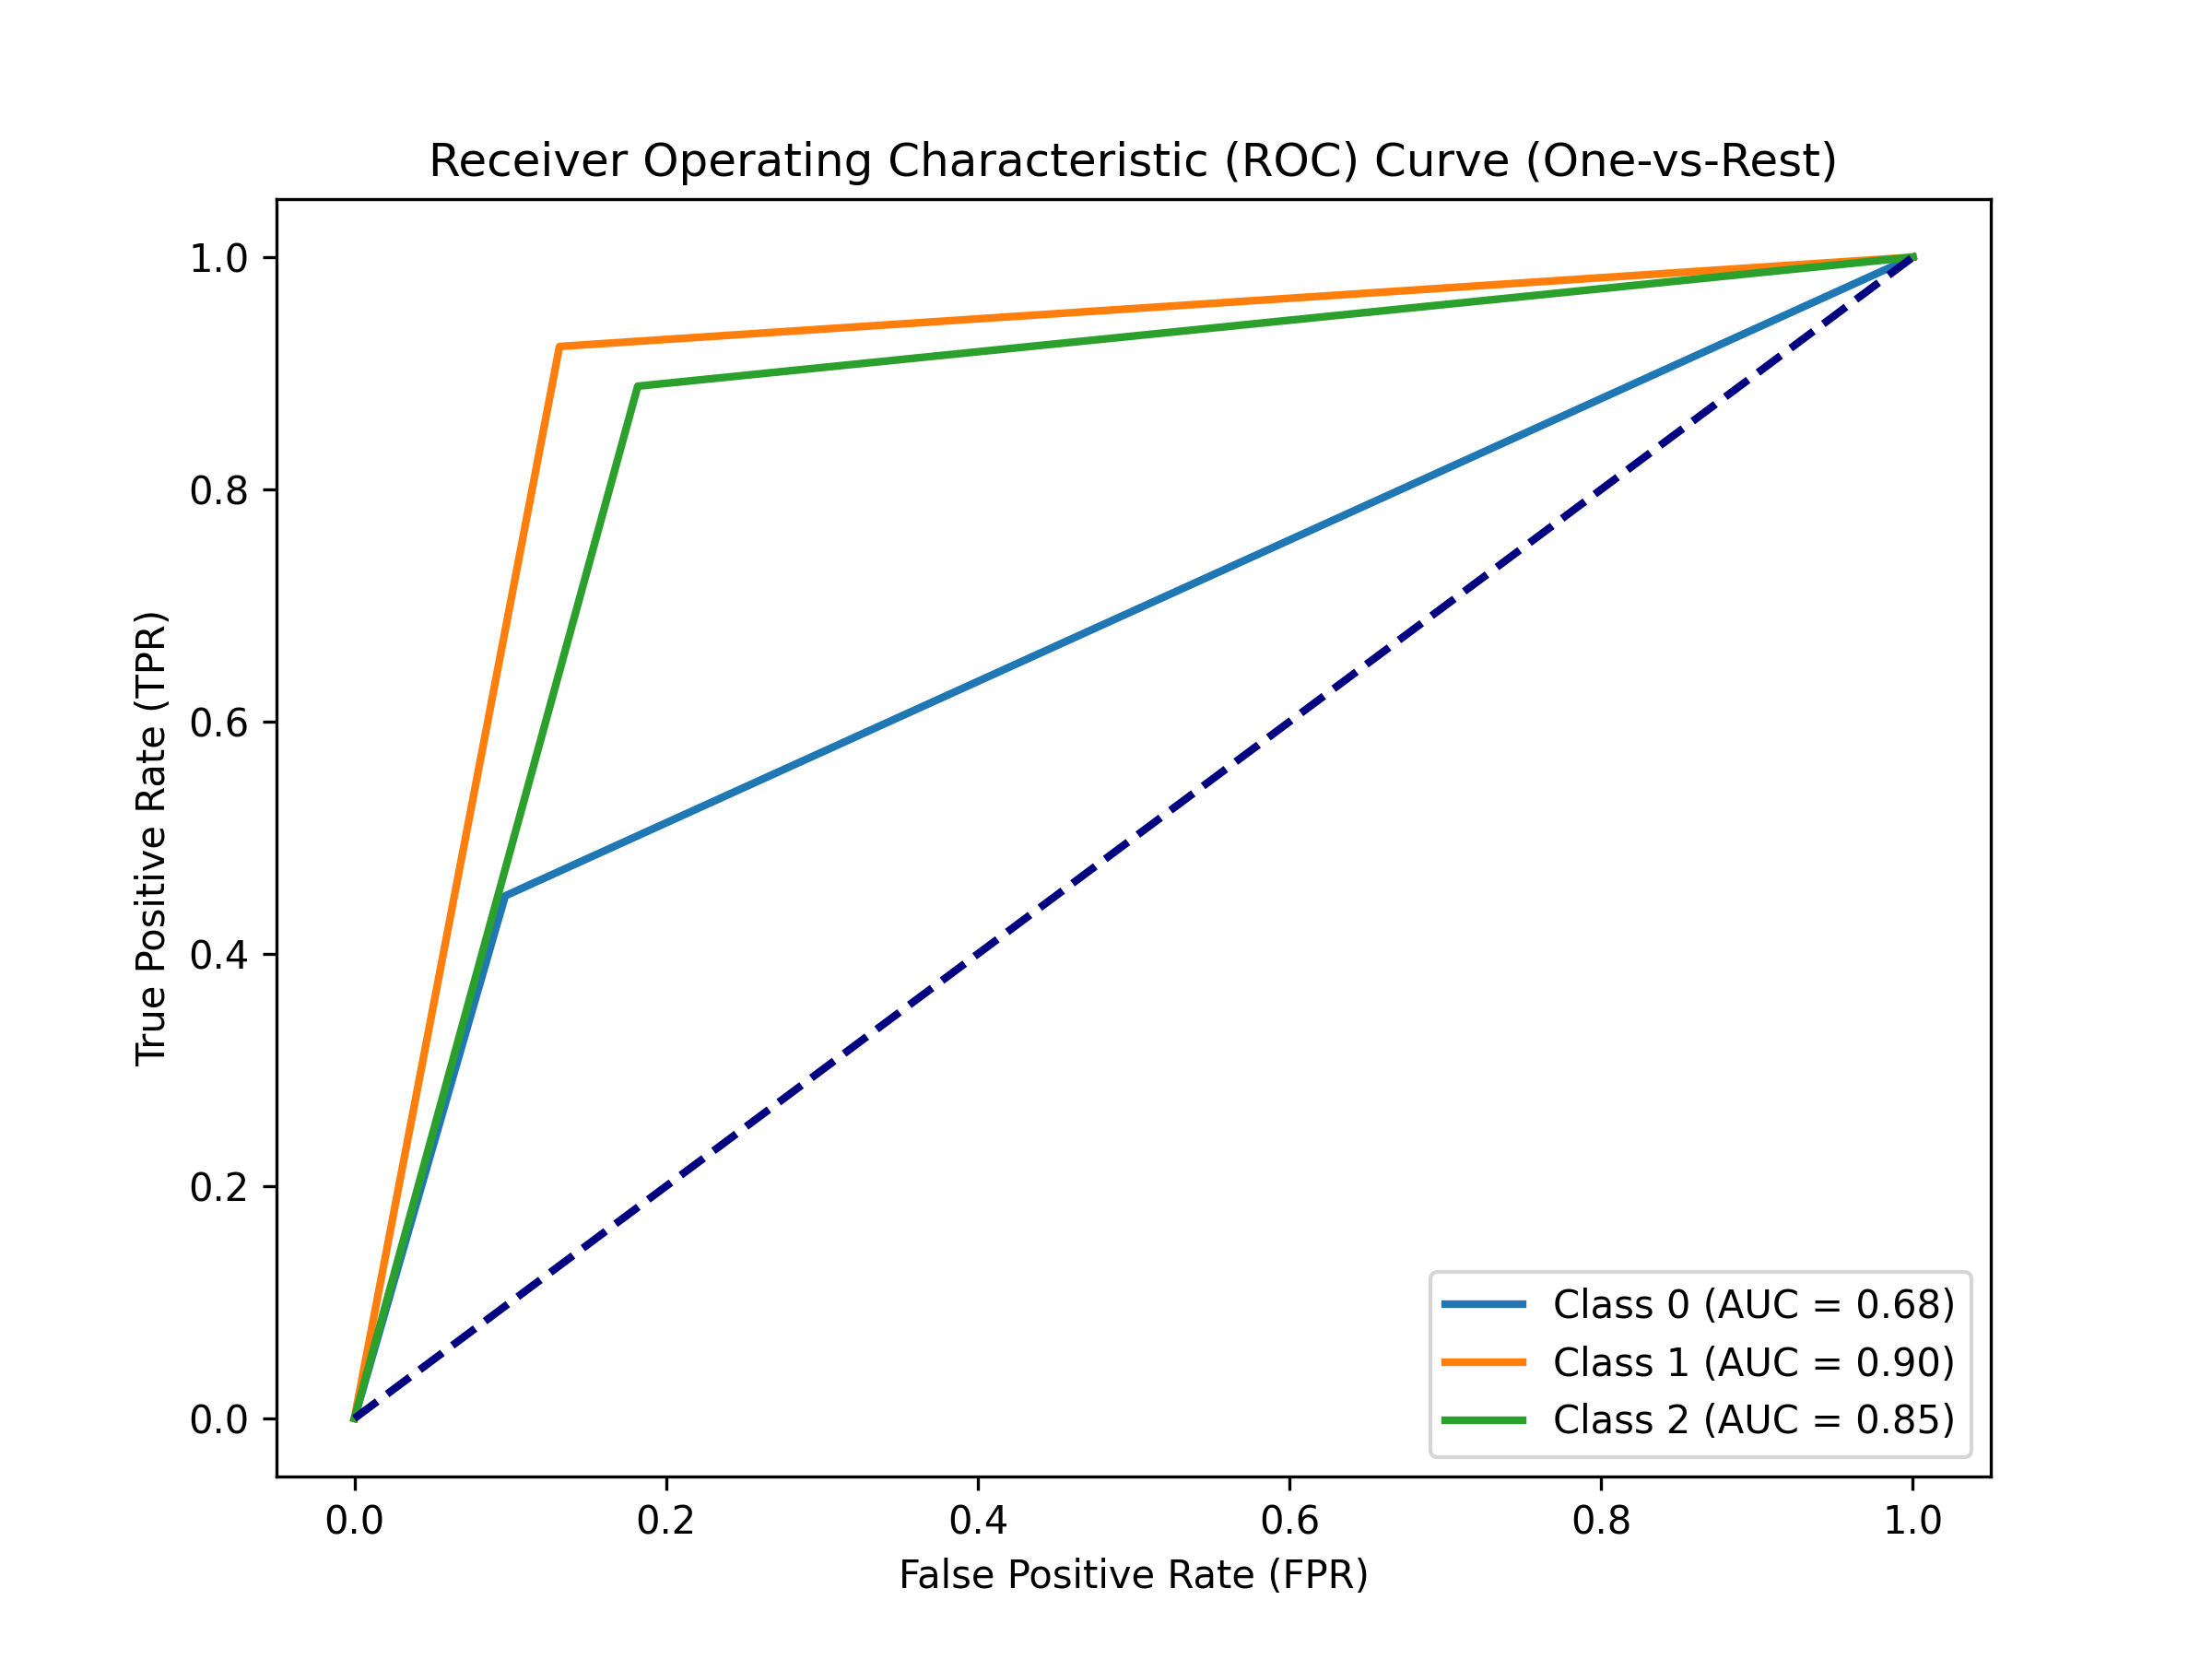 Receiver Operating Characteristic (ROC) Curve (One-vs-Rest)
True Positive Rate (TPR)
1.0
0.8
0.6
0.4
0.2
0.0
0.0 0.2 0.4 0.6 0.8 1.0
False Positive Rate (FPR)
Class 0 (AUC = 0.68)
Class 1 (AUC = 0.90)
Class 2 (AUC = 0.85)